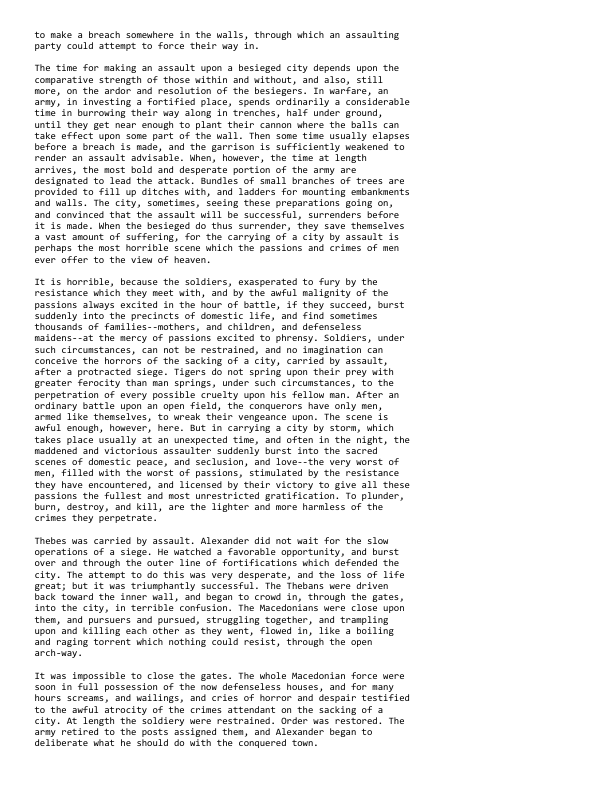 to make a breach somewhere in the walls, through which an assaulting
party could attempt to force their way in.

The time for making an assault upon a besieged city depends upon the
comparative strength of those within and without, and also, still
more, on the ardor and resolution of the besiegers. In warfare, an
army, in investing a fortified place, spends ordinarily a considerable
time in burrowing their way along in trenches, half under ground,
until they get near enough to plant their cannon where the balls can
take effect upon some part of the wall. Then some time usually elapses
before a breach is made, and the garrison is sufficiently weakened to
render an assault advisable. When, however, the time at length
arrives, the most bold and desperate portion of the army are
designated to lead the attack. Bundles of small branches of trees are
provided to fill up ditches with, and ladders for mounting embankments
and walls. The city, sometimes, seeing these preparations going on,
and convinced that the assault will be successful, surrenders before
it is made. When the besieged do thus surrender, they save themselves
a vast amount of suffering, for the carrying of a city by assault is
perhaps the most horrible scene which the passions and crimes of men
ever offer to the view of heaven.

It is horrible, because the soldiers, exasperated to fury by the
resistance which they meet with, and by the awful malignity of the
passions always excited in the hour of battle, if they succeed, burst
suddenly into the precincts of domestic life, and find sometimes
thousands of families--mothers, and children, and defenseless
maidens--at the mercy of passions excited to phrensy. Soldiers, under
such circumstances, can not be restrained, and no imagination can
conceive the horrors of the sacking of a city, carried by assault,
after a protracted siege. Tigers do not spring upon their prey with
greater ferocity than man springs, under such circumstances, to the
perpetration of every possible cruelty upon his fellow man. After an
ordinary battle upon an open field, the conquerors have only men,
armed like themselves, to wreak their vengeance upon. The scene is
awful enough, however, here. But in carrying a city by storm, which
takes place usually at an unexpected time, and often in the night, the
maddened and victorious assaulter suddenly burst into the sacred
scenes of domestic peace, and seclusion, and love--the very worst of
men, filled with the worst of passions, stimulated by the resistance
they have encountered, and licensed by their victory to give all these
passions the fullest and most unrestricted gratification. To plunder,
burn, destroy, and kill, are the lighter and more harmless of the
crimes they perpetrate.

Thebes was carried by assault. Alexander did not wait for the slow
operations of a siege. He watched a favorable opportunity, and burst
over and through the outer line of fortifications which defended the
city. The attempt to do this was very desperate, and the loss of life
great; but it was triumphantly successful. The Thebans were driven
back toward the inner wall, and began to crowd in, through the gates,
into the city, in terrible confusion. The Macedonians were close upon
them, and pursuers and pursued, struggling together, and trampling
upon and killing each other as they went, flowed in, like a boiling
and raging torrent which nothing could resist, through the open
arch-way.

It was impossible to close the gates. The whole Macedonian force were
soon in full possession of the now defenseless houses, and for many
hours screams, and wailings, and cries of horror and despair testified
to the awful atrocity of the crimes attendant on the sacking of a
city. At length the soldiery were restrained. Order was restored. The
army retired to the posts assigned them, and Alexander began to
deliberate what he should do with the conquered town.